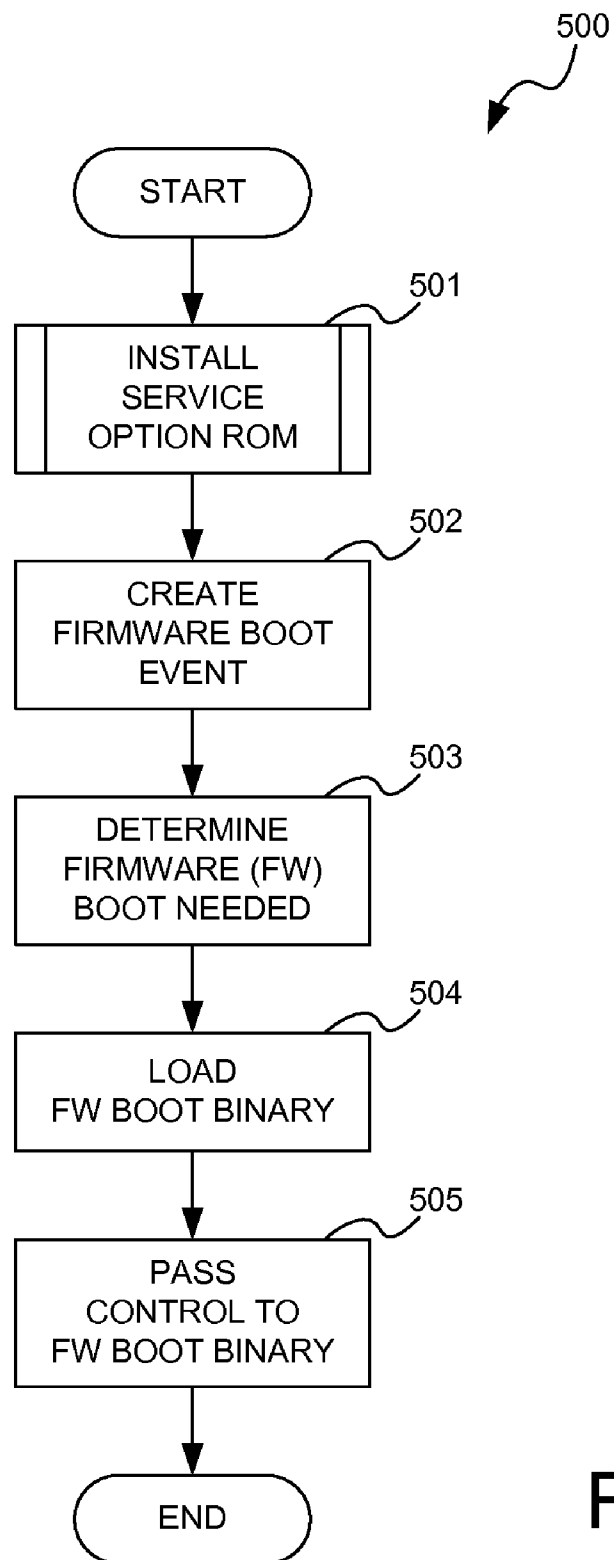 500
START
501
INSTALL
SERVICE
OPTION ROM
502
CREATE
FIRMWARE BOOT
EVENT
503
DETERMINE
FIRMWARE (FW)
BOOT NEEDED
504
LOAD
FW BOOT BINARY
505
PASS
CONTROL TO
FW BOOT BINARY
END